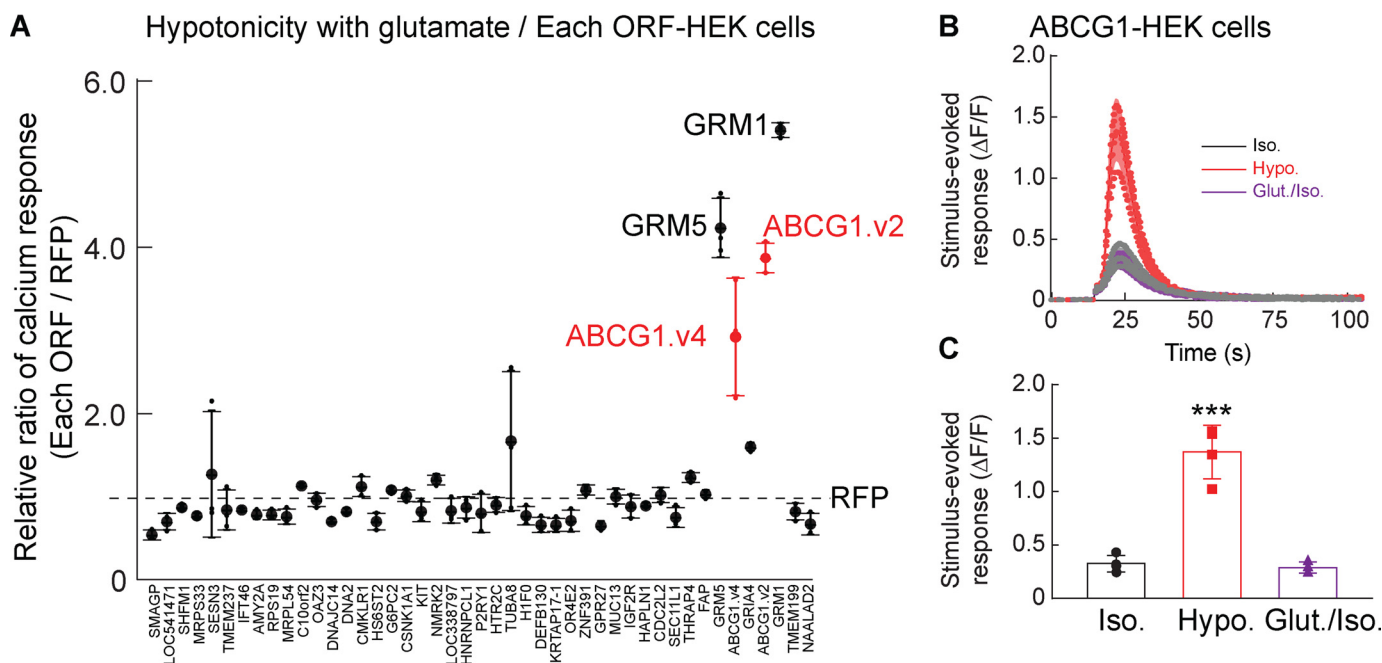 A
Hypotonicity with glutamate / Each ORF-HEK cells
Relative ratio of calcium response
(Each ORF / RFP)
6.0
4.0
2.0
0
GRM1
GRM5
ABCG1.v2
ABCG1.v4
RFP
SMAGP
LOC541471
SHFM1
MRPS33
SESN3
TMEM237
IFT46
AMY2A
RPS19
MRPL54
C10orf2
OAZ3
DNAJC14
DNA2
CMKLR1
HS6ST2
G6PC2
CSNK1A1
KIT
NMRK2
LOC338797
HNRNPCL1
P2RY1
HTR2C
TUBA8
H1F0
DEFB130
KRTAP17-1
OR4E2
ZNF391
GPR27
MUC13
IGF2R
HAPLN1
CDC2L2
SEC11L1
THRAP4
FAP
GRM5
ABCG1.v4
GRIA4
ABCG1.v2
GRM1
TMEM199
NAALAD2
B
ABCG1-HEK cells
Stimulus-evoked
response (ΔF/F)
2.0
1.5
1.0
0.5
0
Iso.
Hypo.
Glut./Iso.
0
25
50
75
100
Time (s)
C
Stimulus-evoked
response (ΔF/F)
2.0
1.5
1.0
0.5
0
***
Iso.
Hypo.
Glut./Iso.